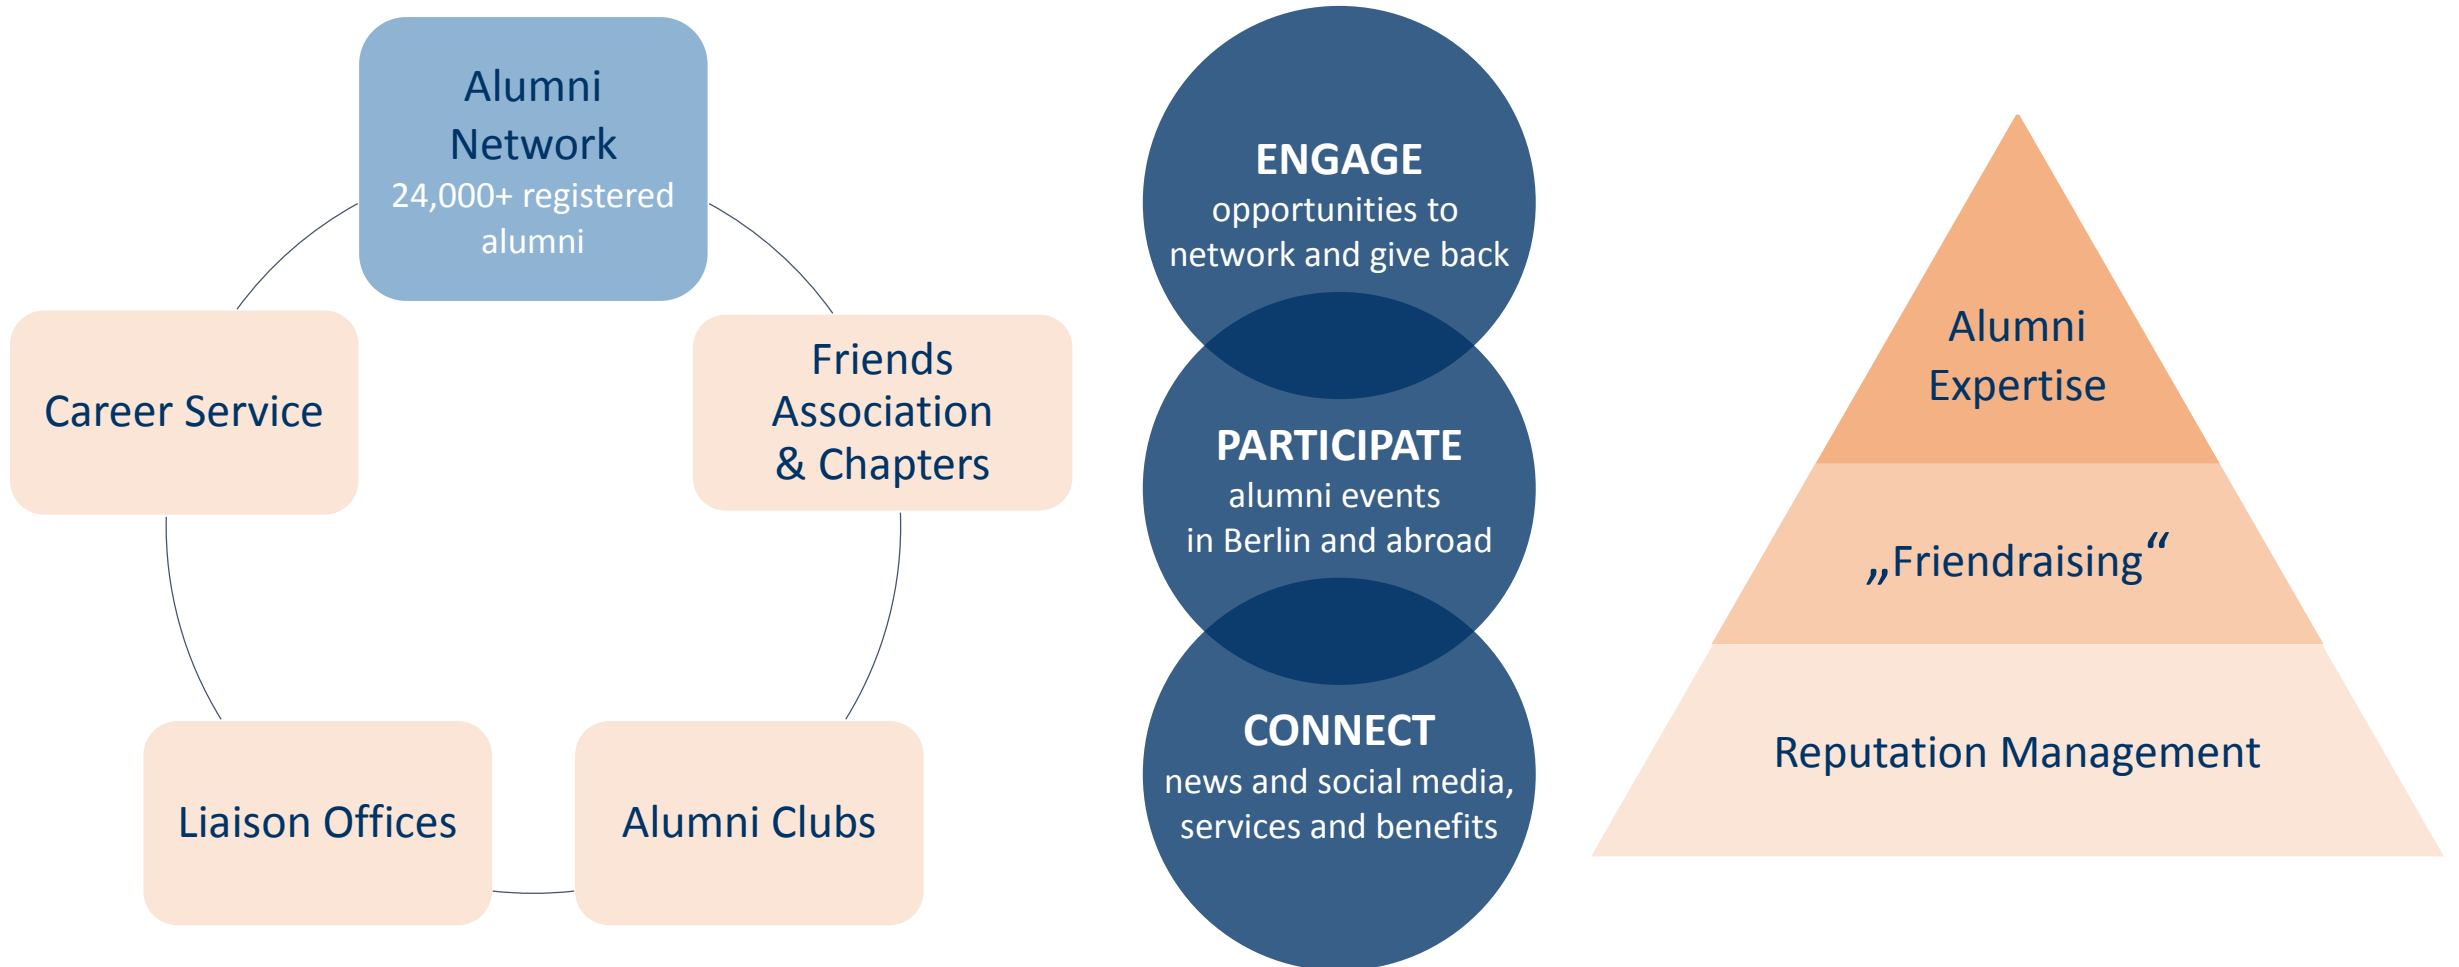 Alumni
Network
24,000+ registered
alumni
Career Service
Friends
Association
& Chapters
Liaison Offices
Alumni Clubs
ENGAGE
opportunities to
network and give back
PARTICIPATE
alumni events
in Berlin and abroad
CONNECT
news and social media,
services and benefits
Alumni
Expertise
„Friendraising“
Reputation Management